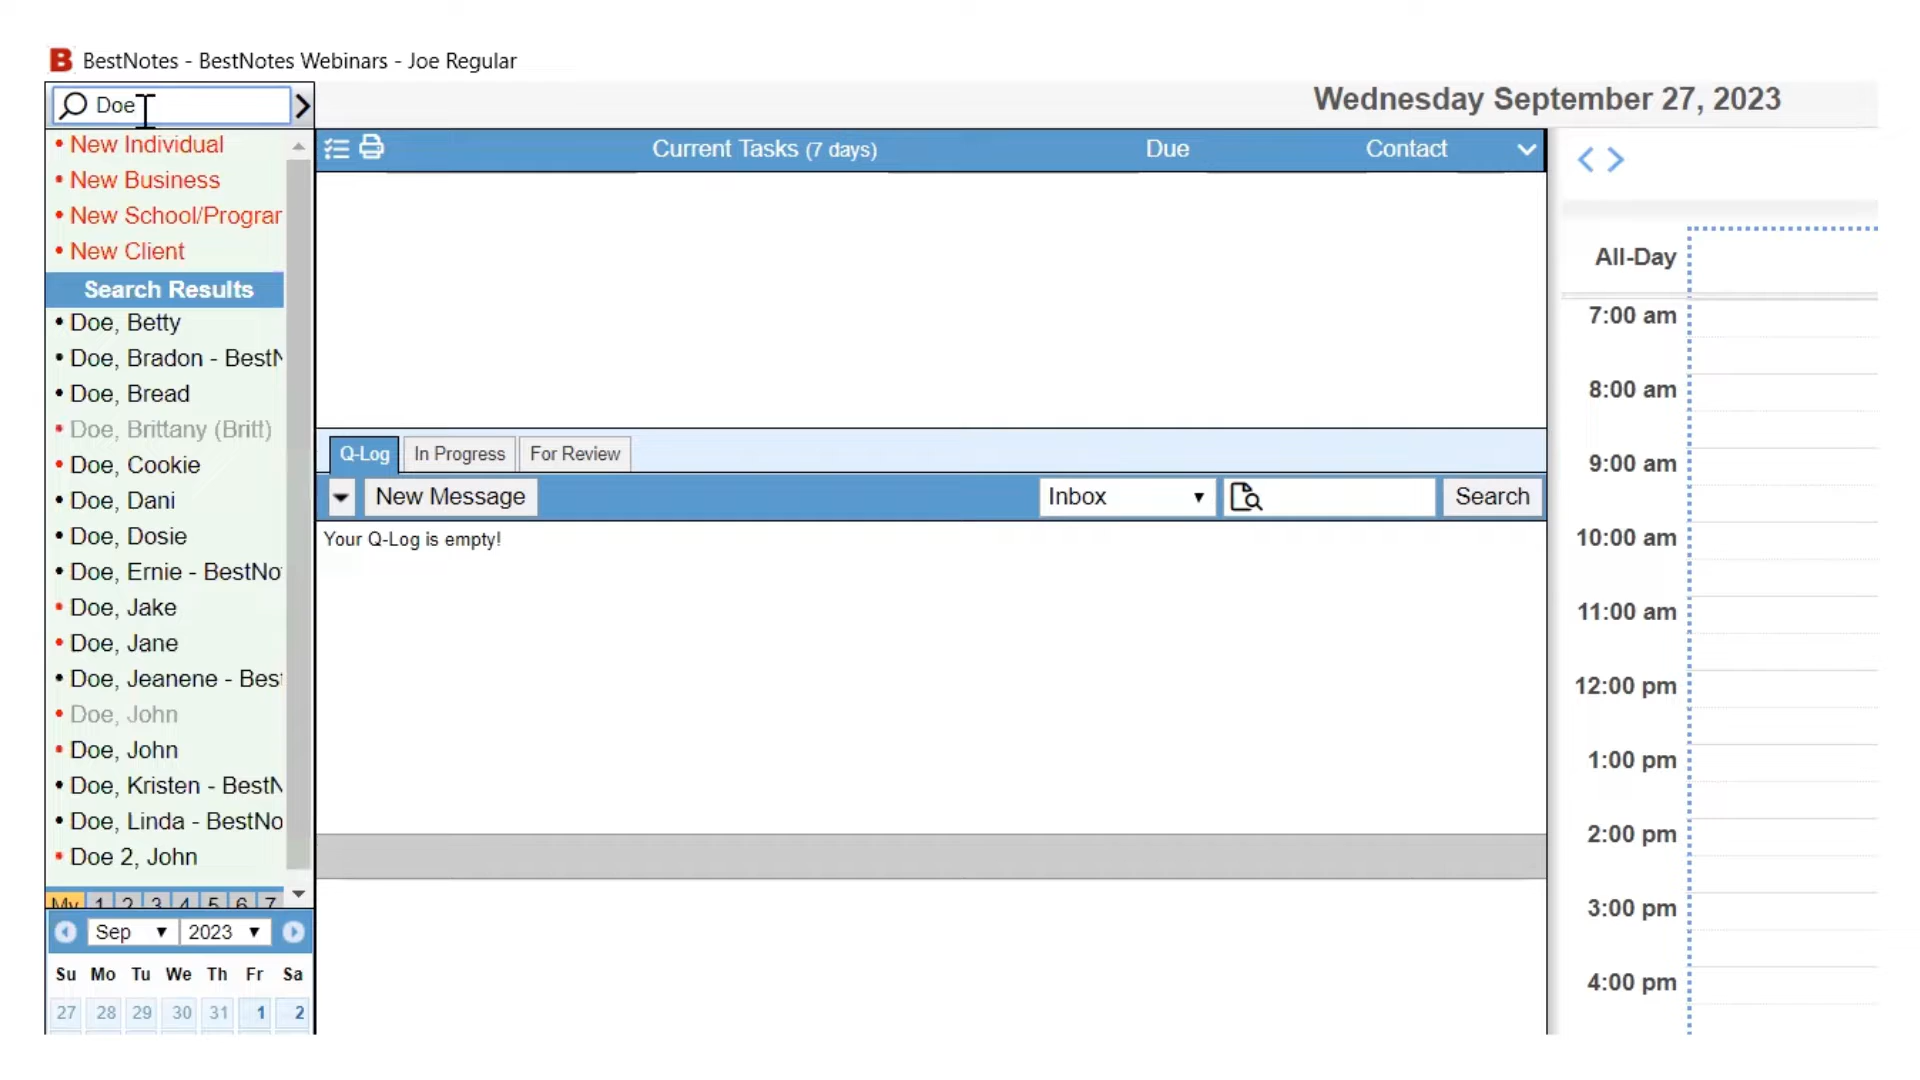 B BestNotes - BestNotes Webinars - Joe Regular
Doe
Wednesday September 27, 2023
• New Individual
• New Business
• New School/Prograr
• New Client
Search Results
• Doe, Betty
• Doe, Bradon - BestN
• Doe, Bread
• Doe, Brittany (Britt)
• Doe, Cookie
• Doe, Dani
• Doe, Dosie
• Doe, Ernie - BestNo
• Doe, Jake
• Doe, Jane
• Doe, Jeanene - Bes
• Doe, John
• Doe, John
• Doe, Kristen - BestN
• Doe, Linda - BestNo
• Doe 2, John
My 1 2 3 4 5 6 7
Sep 2023
Su Mo Tu We Th Fr Sa
27 28 29 30 31 1 2
Current Tasks (7 days) Due Contact
Q-Log In Progress For Review
New Message Inbox Search
Your Q-Log is empty!
All-Day
7:00 am
8:00 am
9:00 am
10:00 am
11:00 am
12:00 pm
1:00 pm
2:00 pm
3:00 pm
4:00 pm